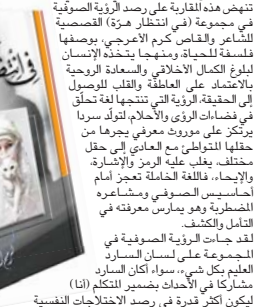 تنهض هذه المقاربة على رصد الرؤية الصوفية
في مجموعة (في انتظار هزة) القصصية
للشاعر والقاص كرم الأعرجي، بوصفها
فلسفة للحياة، ومنهجا يتخذه الإنسان
لبلوغ الكمال الأخلاقي والسعادة الروحية
بالاعتماد على العاطفة والقلب للوصول
إلى الحقيقة، الرؤية التي تنتجها لغة تحلّق
في فضاءات الرؤى والأحلام، لتولّد سردا
يرتكز على موروث معرفي يجرها من
حقلها المتواطئ مع العادي إلى حقل
مختلف، يغلب عليه الرمز والإشارة،
والإيحاء، فاللغة الخاملة تعجز أمام
أحاسيس الصوفي ومشاعره
المضطربة وهو يمارس معرفته في
التأمل والكشف.
لقد جاءت الرؤية الصوفية في
المجموعة على لسان السارد
العليم بكل شيء، سواء أكان السارد
مشاركا في الأحداث بضمير المتكلم (أنا)
ليكون أكثر قدرة في رصد الاختلاجات النفسية